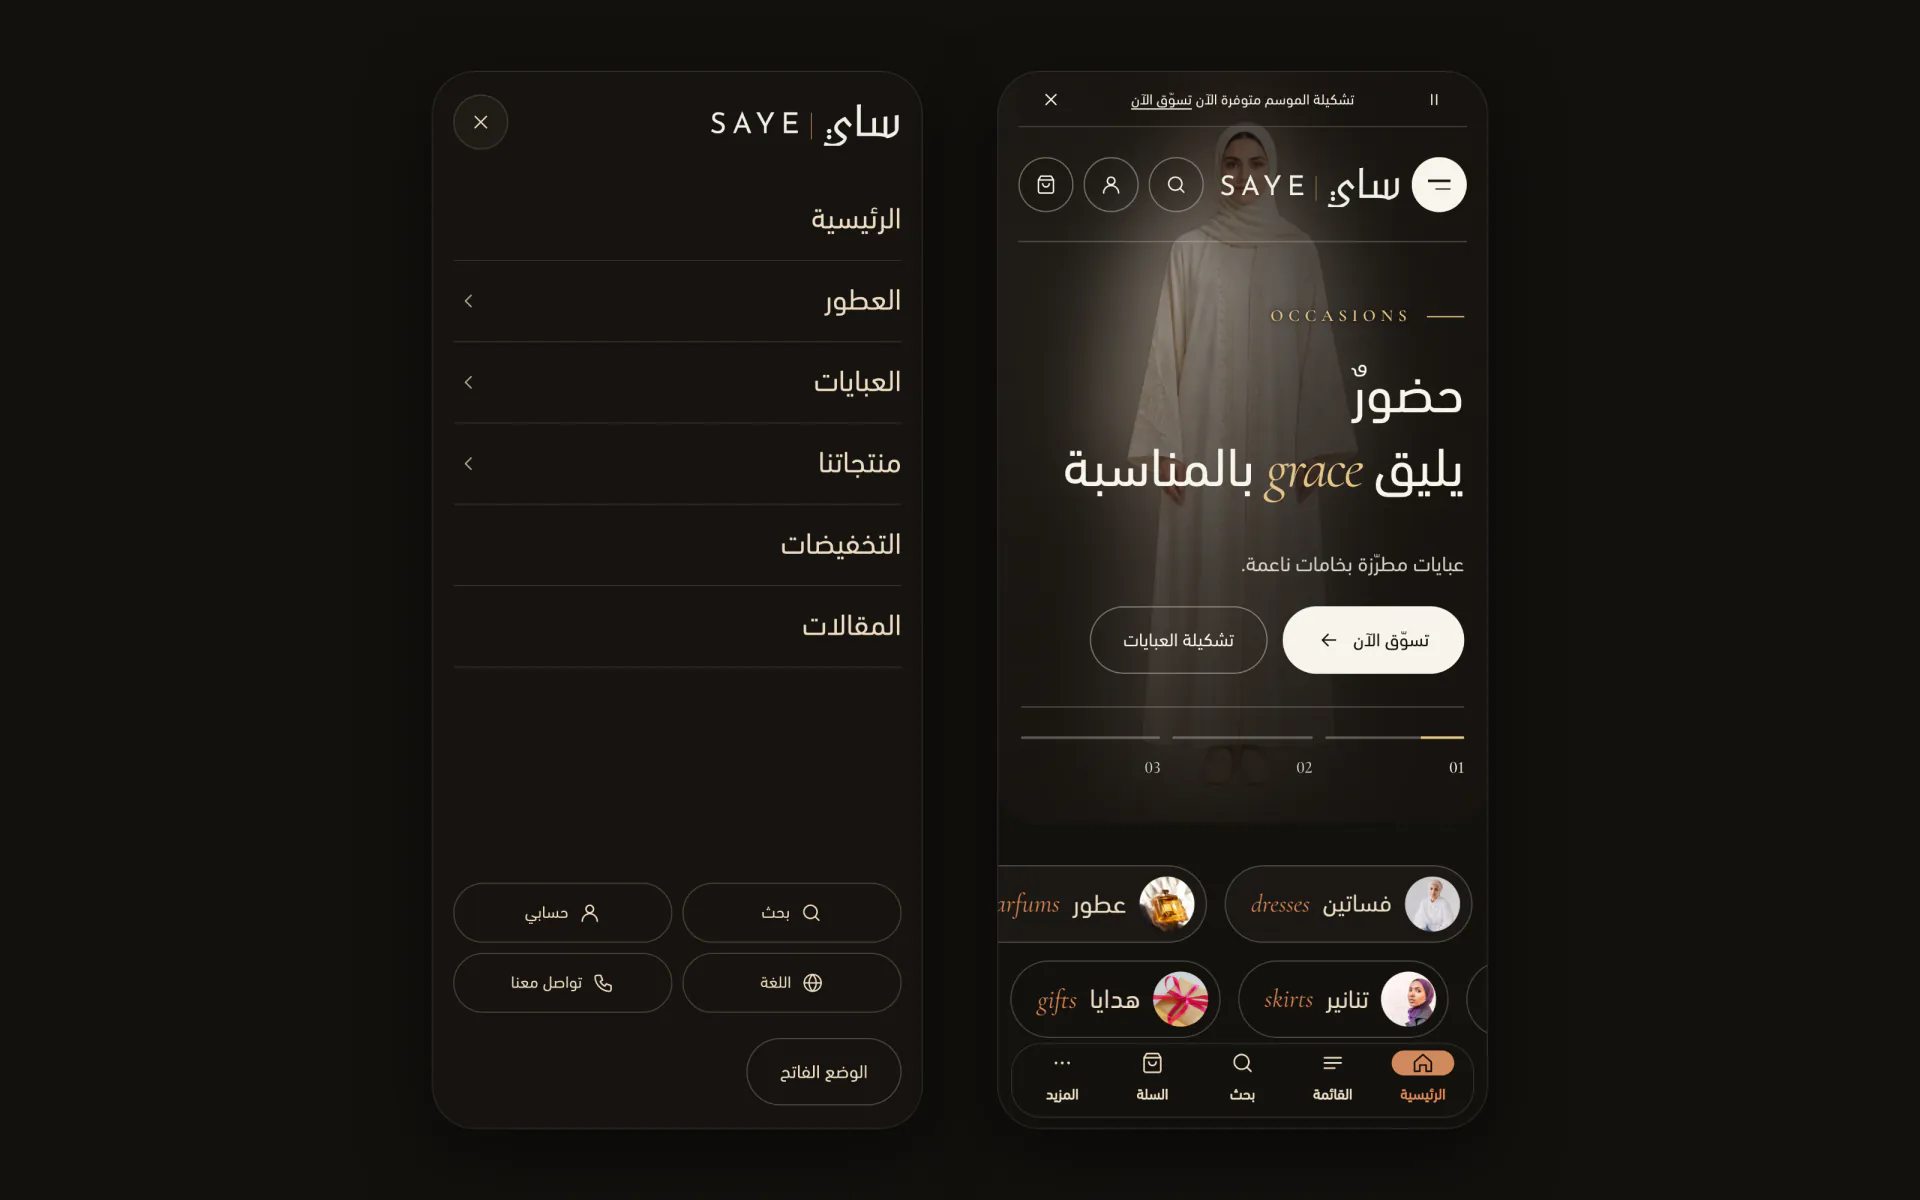 تشكيلة الموسم متوفرة الآن تسوّق الآن
ساي | SAYE
OCCASIONS
حضورٌ
يليق grace بالمناسبة
عبايات مطرّزة بخامات ناعمة.
تسوّق الآن
تشكيلة العبايات
01
02
03
فساتين dresses
عطور arfums
تنانير skirts
هدايا gifts
الرئيسية
القائمة
بحث
السلة
المزيد
ساي | SAYE
الرئيسية
العطور
العبايات
منتجاتنا
التخفيضات
المقالات
بحث
حسابي
اللغة
تواصل معنا
الوضع الفاتح